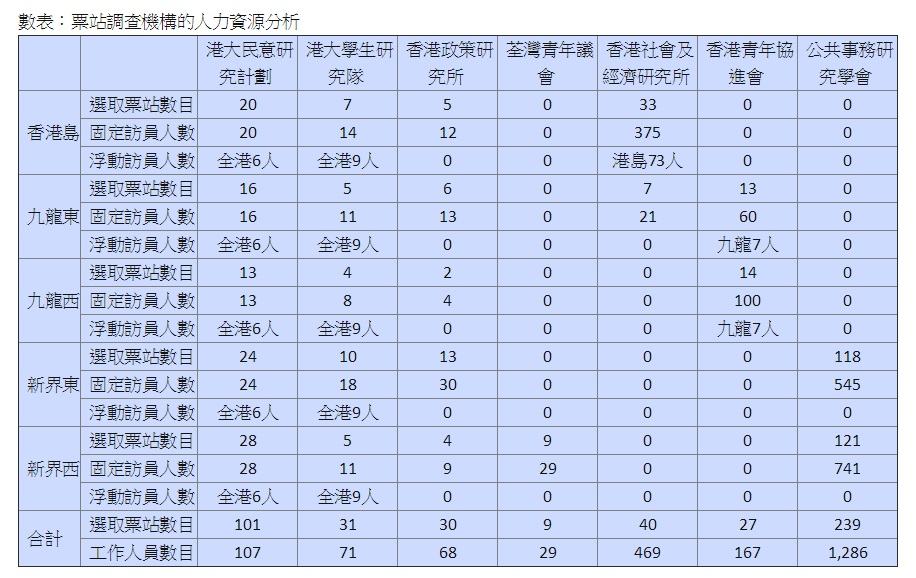 數表：票站調查機構的人力資源分析
港大民意研究計劃 港大學生研究隊 香港政策研究所 荃灣青年議會 香港社會及經濟研究所 香港青年協進會 公共事務研究學會
香港島 選取票站數目 20 7 5 0 33 0 0
固定訪員人數 20 14 12 0 375 0 0
浮動訪員人數 全港6人 全港9人 0 0 港島73人 0 0
九龍東 選取票站數目 16 5 6 0 7 13 0
固定訪員人數 16 11 13 0 21 60 0
浮動訪員人數 全港6人 全港9人 0 0 0 九龍7人 0
九龍西 選取票站數目 13 4 2 0 0 14 0
固定訪員人數 13 8 4 0 0 100 0
浮動訪員人數 全港6人 全港9人 0 0 0 九龍7人 0
新界東 選取票站數目 24 10 13 0 0 0 118
固定訪員人數 24 18 30 0 0 0 545
浮動訪員人數 全港6人 全港9人 0 0 0 0 0
新界西 選取票站數目 28 5 4 9 0 0 121
固定訪員人數 28 11 9 29 0 0 741
浮動訪員人數 全港6人 全港9人 0 0 0 0 0
合計 選取票站數目 101 31 30 9 40 27 239
工作人員數目 107 71 68 29 469 167 1,286